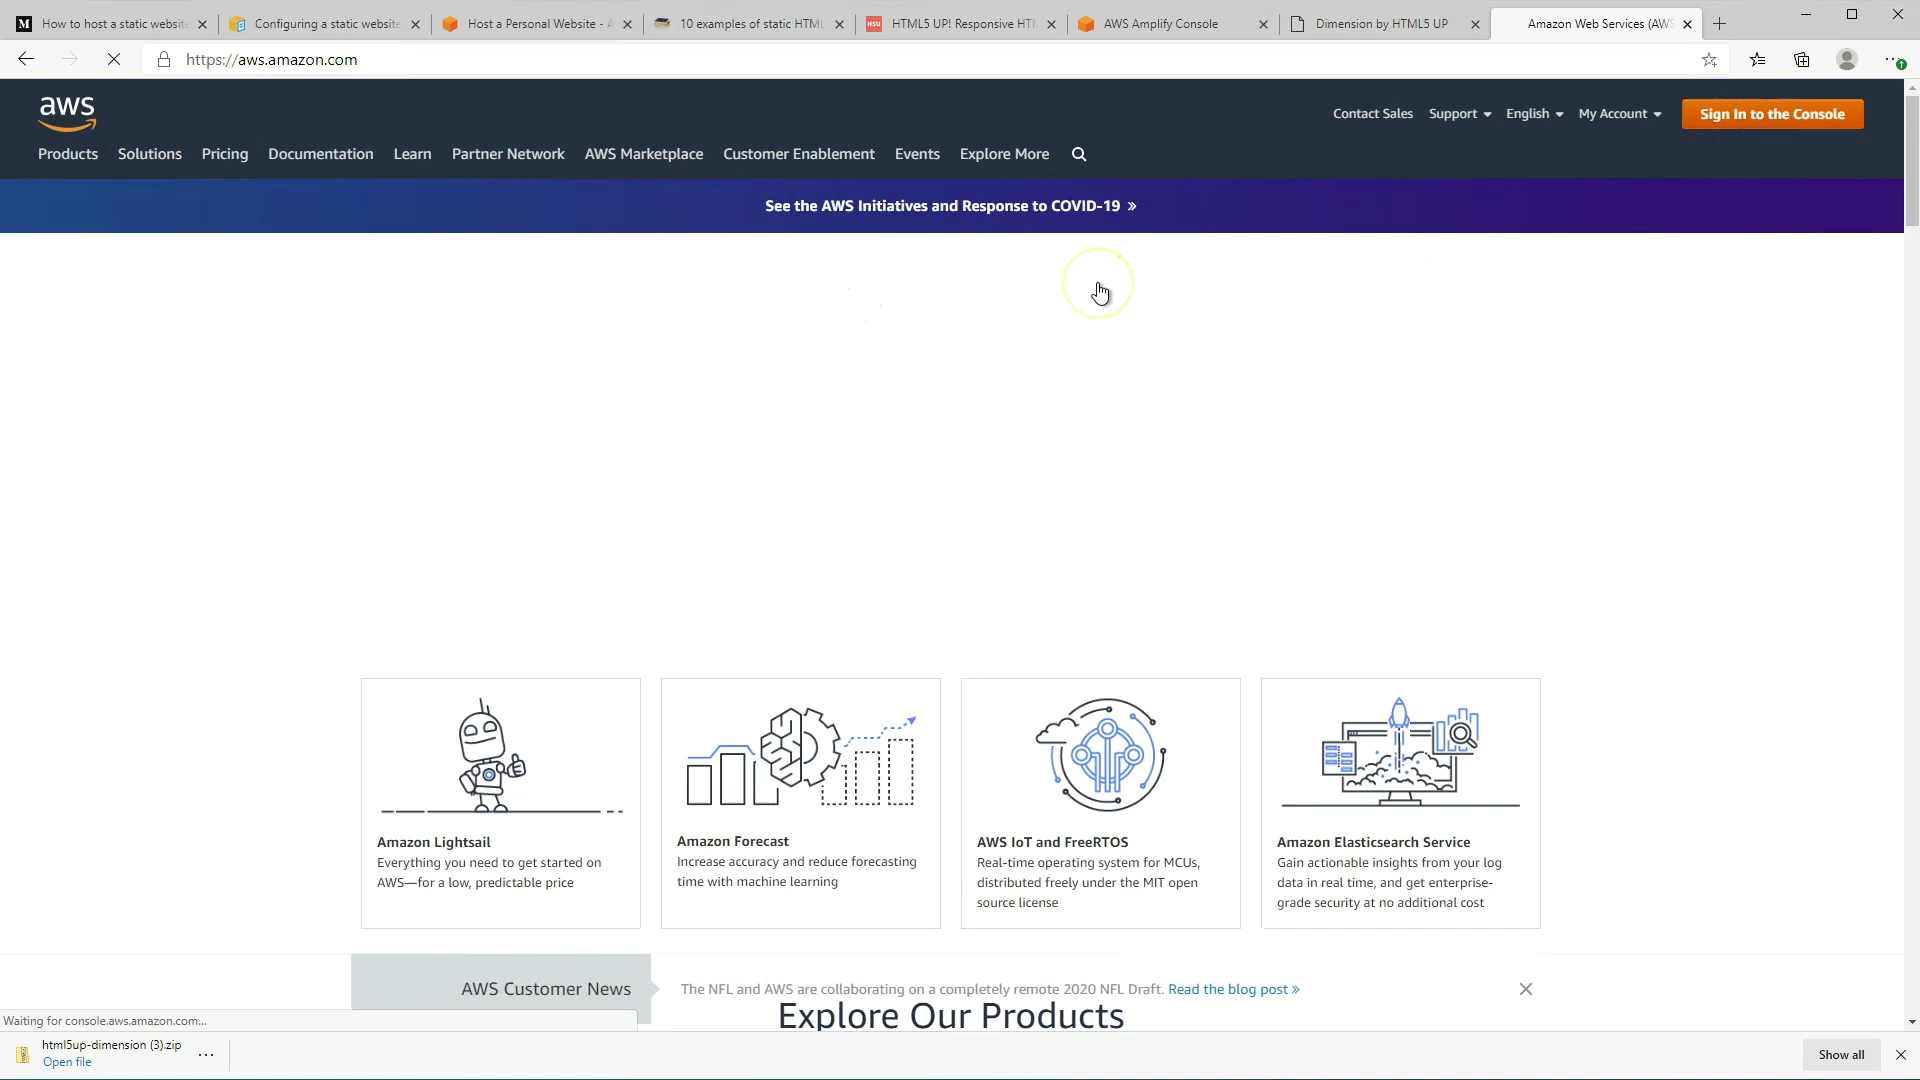 How to host a static website
Configuring a static website
Host a Personal Website - A
10 examples of static HTML
HSU
HTML5 UP! Responsive HTM
AWS Amplify Console
Dimension by HTML5 UP
Amazon Web Services (AWS
https://aws.amazon.com
aws
Contact Sales
Support
English
My Account
Sign In to the Console
Products
Solutions
Pricing
Documentation
Learn
Partner Network
AWS Marketplace
Customer Enablement
Events
Explore More
See the AWS Initiatives and Response to COVID-19 »
Amazon Lightsail
Everything you need to get started on
AWS—for a low, predictable price
Amazon Forecast
Increase accuracy and reduce forecasting
time with machine learning
AWS IoT and FreeRTOS
Real-time operating system for MCUs,
distributed freely under the MIT open
source license
Amazon Elasticsearch Service
Gain actionable insights from your log
data in real time, and get enterprise-
grade security at no additional cost
AWS Customer News
The NFL and AWS are collaborating on a completely remote 2020 NFL Draft. Read the blog post »
Explore Our Products
Waiting for console.aws.amazon.com...
html5up-dimension (3).zip
Open file
Show all